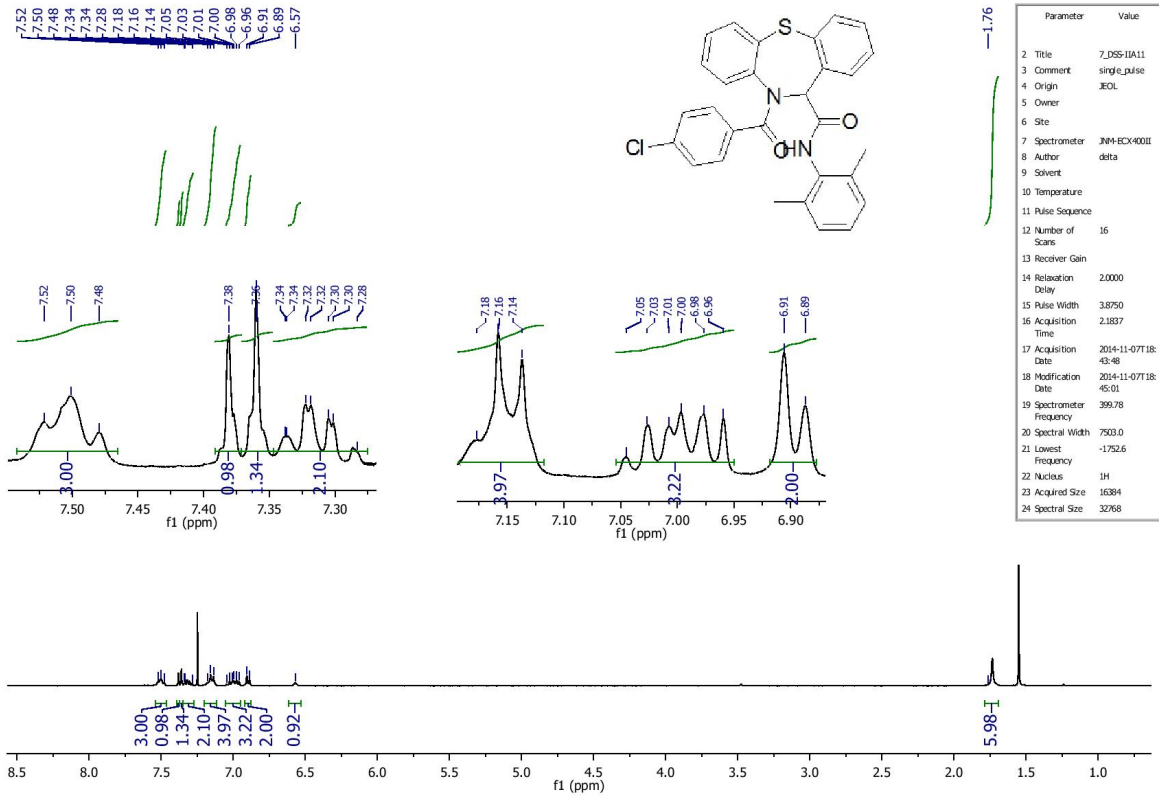 7.52
7.50
7.48
7.34
7.34
7.28
7.18
7.16
7.14
7.05
7.03
7.01
7.00
6.98
6.96
6.91
6.89
6.57
1.76
S
N
O
O
HN
Cl
Parameter Value
2 Title 7_DSS-IIA11
3 Comment single_pulse
4 Origin JEOL
5 Owner
6 Site
7 Spectrometer JNM-ECX400II
8 Author delta
9 Solvent
10 Temperature
11 Pulse Sequence
12 Number of Scans 16
13 Receiver Gain
14 Relaxation Delay 2.0000
15 Pulse Width 3.8750
16 Acquisition Time 2.1837
17 Acquisition Date 2014-11-07T18:43:48
18 Modification Date 2014-11-07T18:45:01
19 Spectrometer Frequency 399.78
20 Spectral Width 7503.0
21 Lowest Frequency -1752.6
22 Nucleus 1H
23 Acquired Size 16384
24 Spectral Size 32768
7.52
7.50
7.48
7.38
7.36
7.34
7.34
7.32
7.32
7.30
7.30
7.28
3.00
0.98
1.34
2.10
7.50 7.45 7.40 7.35 7.30
f1 (ppm)
7.18
7.16
7.14
7.05
7.03
7.01
7.00
6.98
6.96
6.91
6.89
3.97
3.22
2.00
7.15 7.10 7.05 7.00 6.95 6.90
f1 (ppm)
3.00
0.98
1.34
2.10
3.97
3.22
2.00
0.92
5.98
8.5 8.0 7.5 7.0 6.5 6.0 5.5 5.0 4.5 4.0 3.5 3.0 2.5 2.0 1.5 1.0
f1 (ppm)